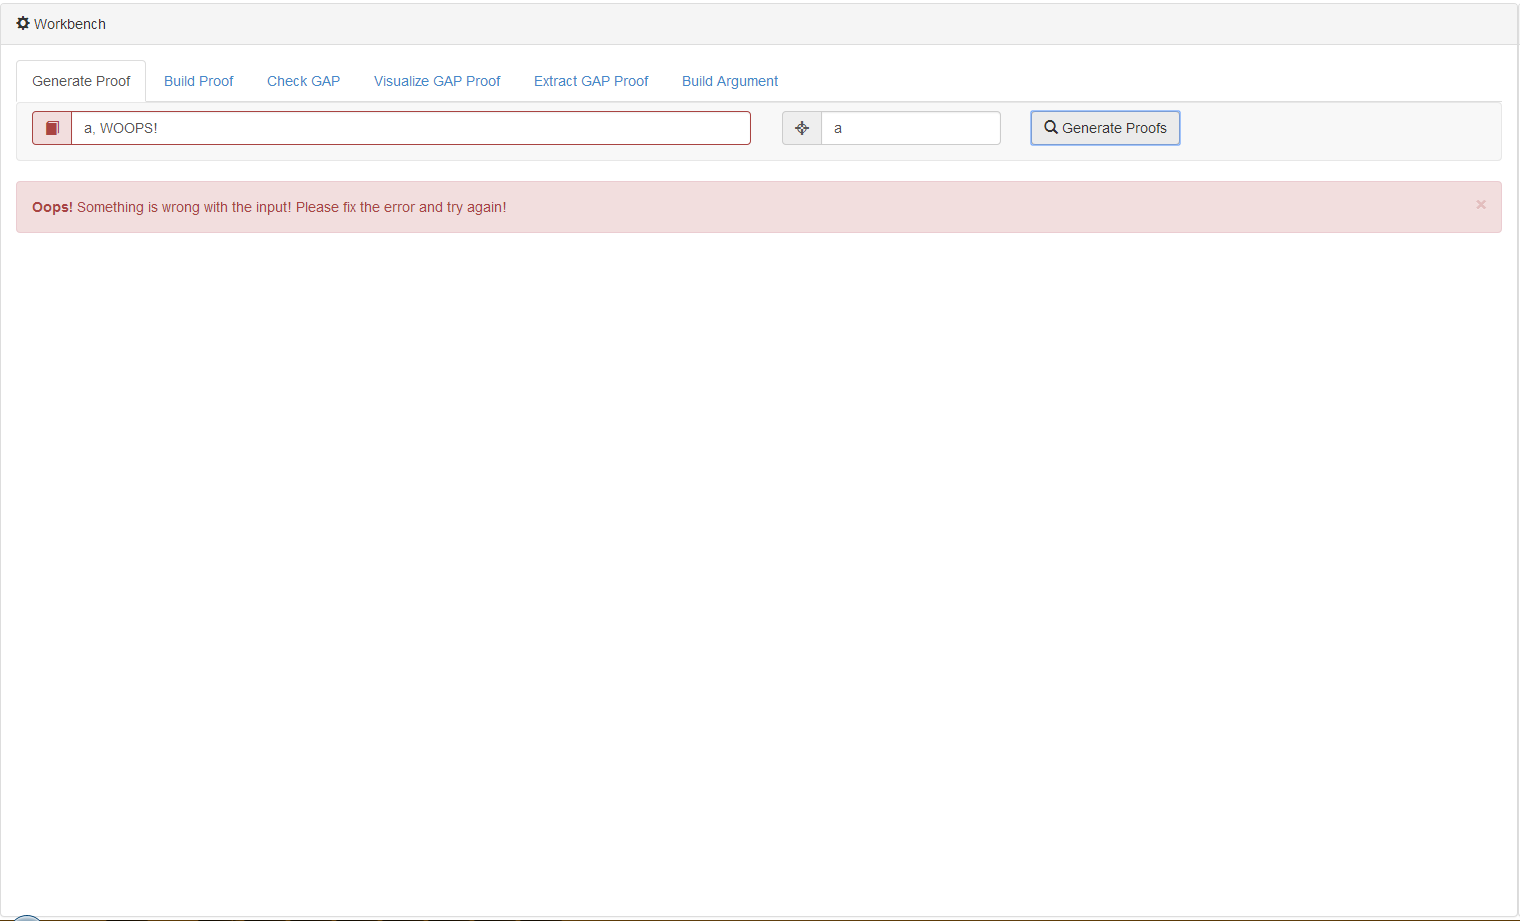 Workbench
Generate Proof Build Proof Check GAP Visualize GAP Proof Extract GAP Proof Build Argument
a, WOOPS! a Generate Proofs
Oops! Something is wrong with the input! Please fix the error and try again! ×